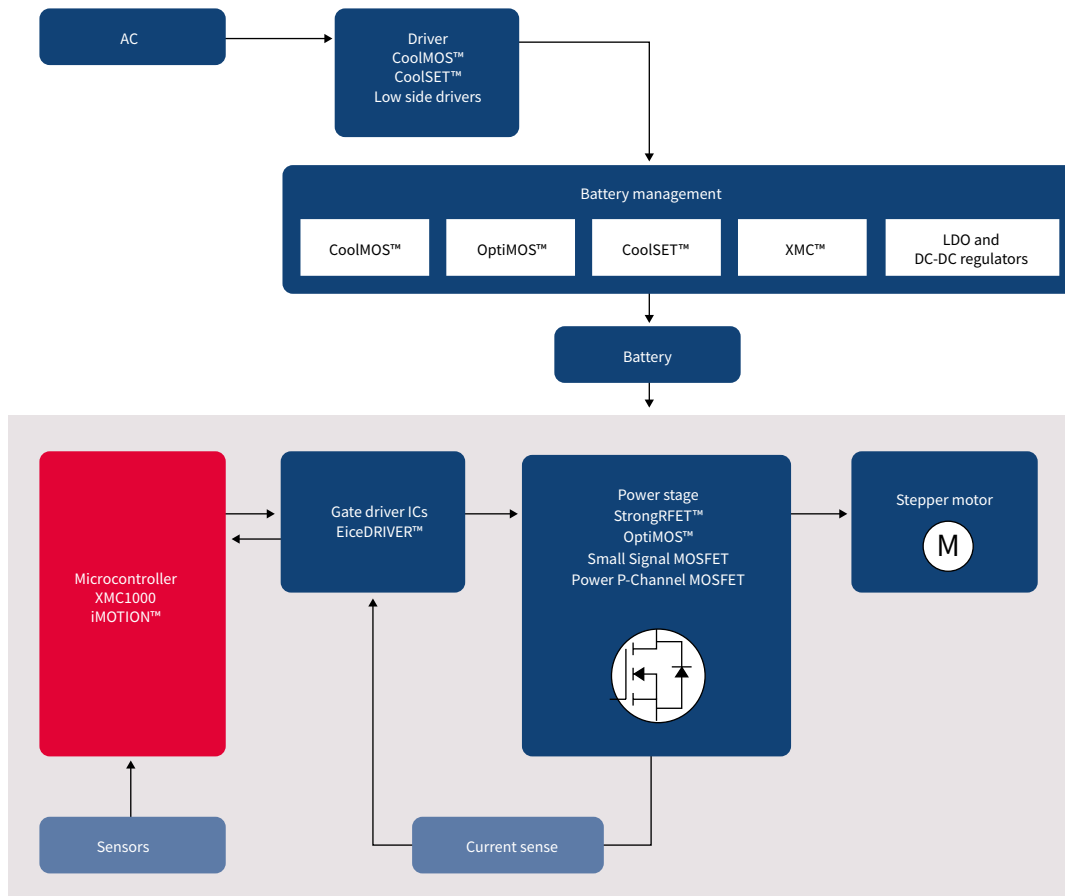 AC
Driver
CoolMOS™
CoolSET™
Low side drivers
Battery management
CoolMOS™
OptiMOS™
CoolSET™
XMC™
LDO and
DC-DC regulators
Battery
Microcontroller
XMC1000
iMOTION™
Gate driver ICs
EiceDRIVER™
Power stage
StrongRFET™
OptiMOS™
Small Signal MOSFET
Power P-Channel MOSFET
Stepper motor
M
Sensors
Current sense